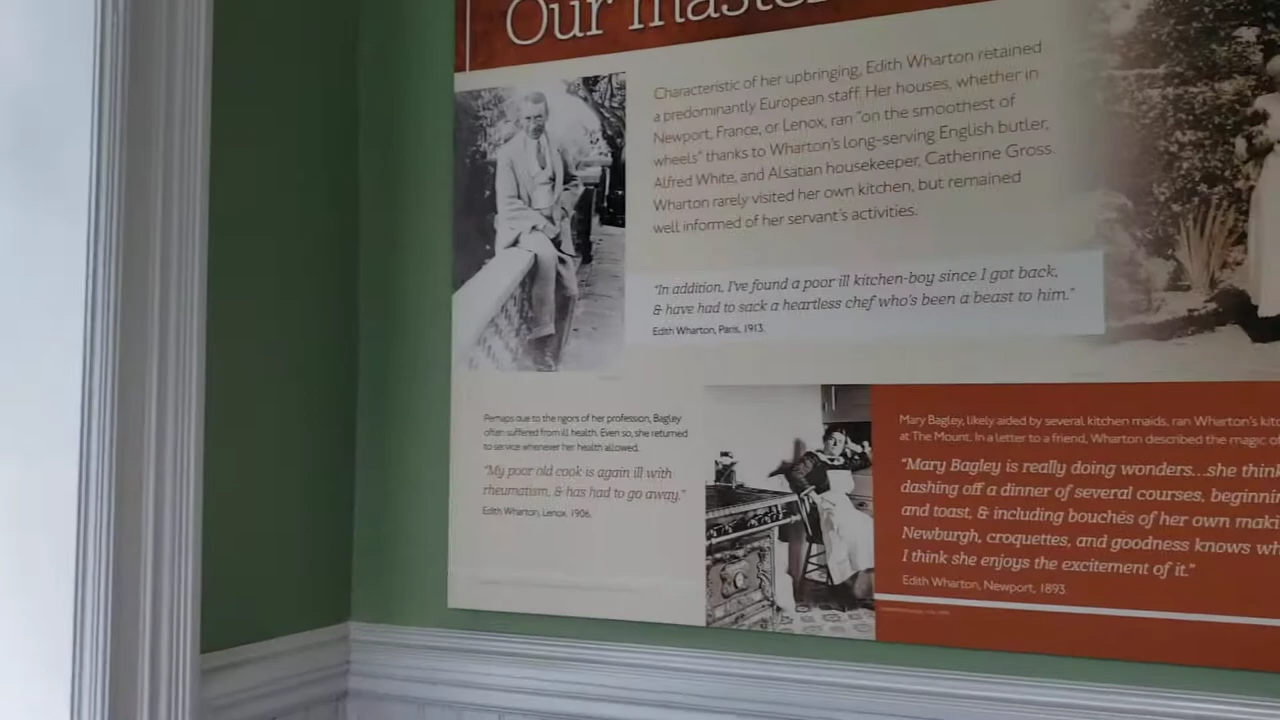 Our master
Characteristic of her upbringing, Edith Wharton retained
a predominantly European staff. Her houses, whether in
Newport, France, or Lenox, ran "on the smoothest of
wheels" thanks to Wharton's long-serving English butler,
Alfred White, and Alsatian housekeeper, Catherine Gross.
Wharton rarely visited her own kitchen, but remained
well informed of her servant's activities.
"In addition, I've found a poor ill kitchen-boy since I got back,
& have had to sack a heartless chef who's been a beast to him."
Edith Wharton, Paris, 1913.
Perhaps due to the rigors of her profession, Bagley
often suffered from ill health. Even so, she returned
to service whenever her health allowed.
"My poor old cook is again ill with
rheumatism, & has had to go away."
Edith Wharton, Lenox, 1906.
Mary Bagley, likely aided by several kitchen maids, ran Wharton's kitc
at The Mount. In a letter to a friend, Wharton described the magic of
"Mary Bagley is really doing wonders...she think
dashing off a dinner of several courses, beginnin
and toast, & including bouchés of her own maki
Newburgh, croquettes, and goodness knows wh
I think she enjoys the excitement of it."
Edith Wharton, Newport, 1893.